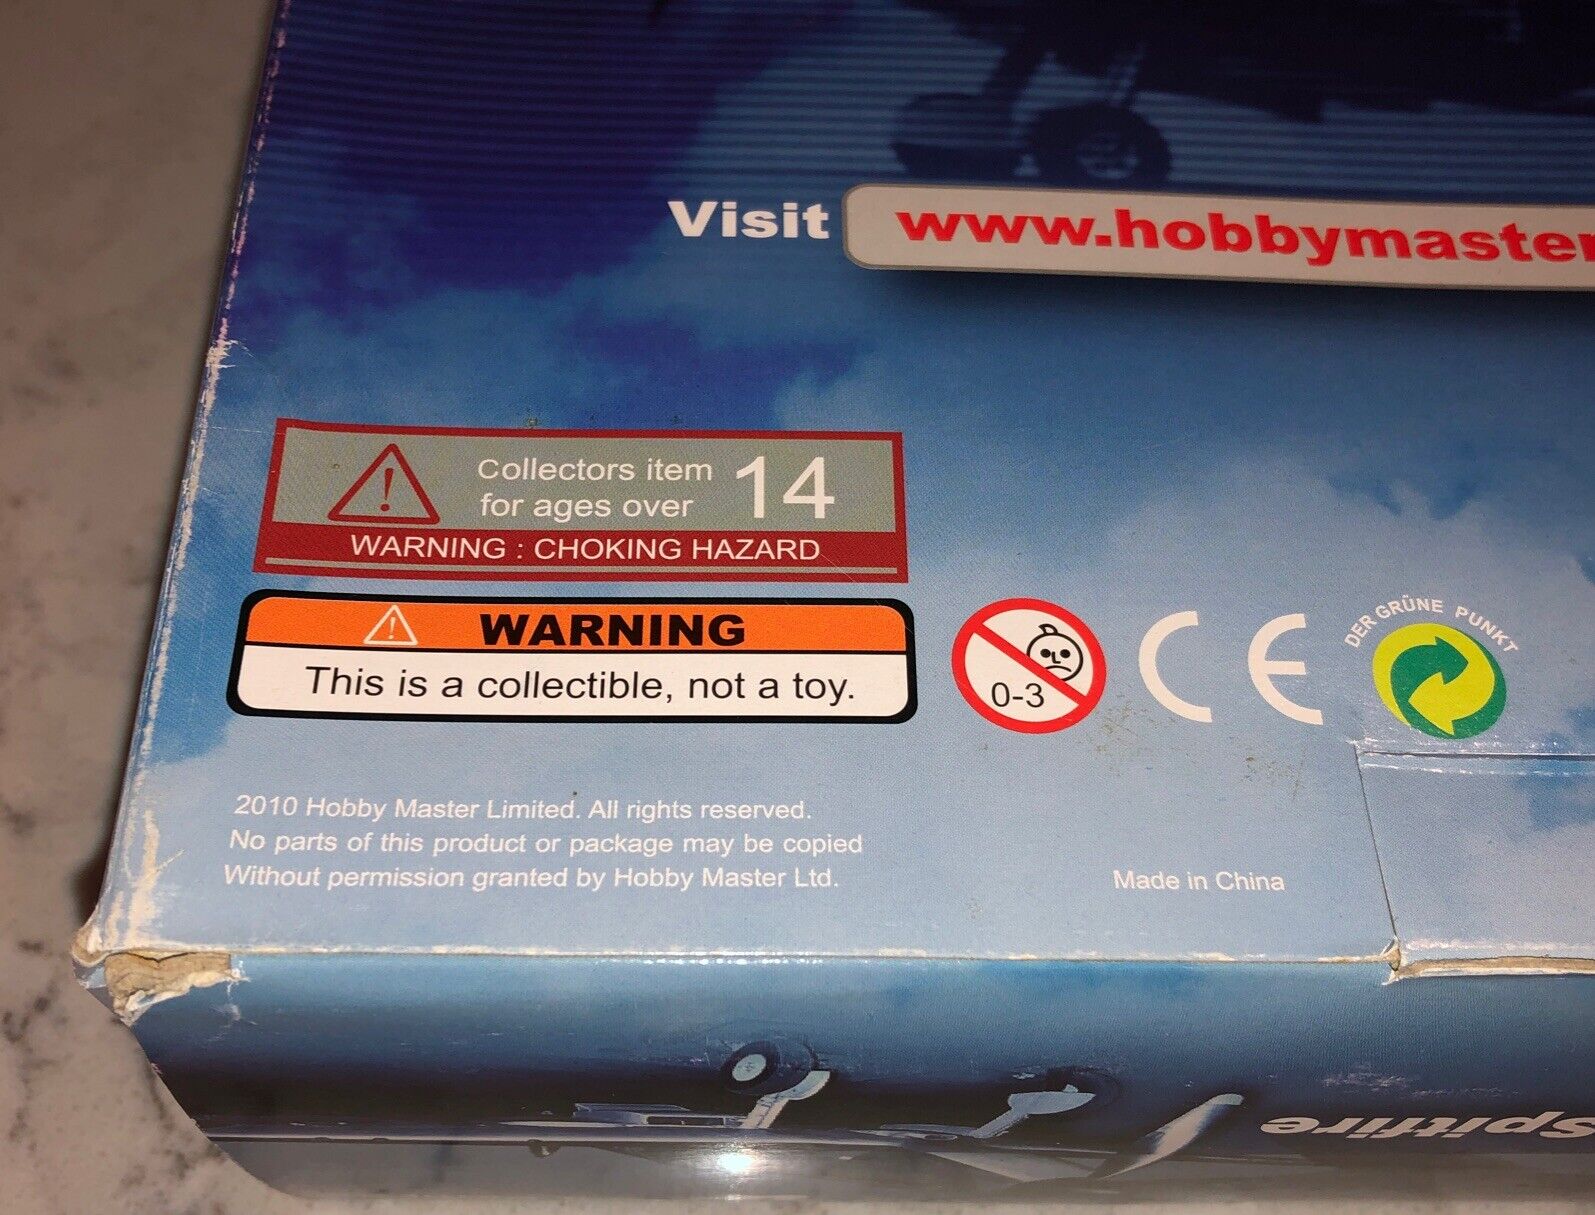 Visit www.hobbymaster
Collectors item
for ages over 14
WARNING : CHOKING HAZARD
WARNING
This is a collectible, not a toy.
0-3
CE
DER GRÜNE PUNKT
2010 Hobby Master Limited. All rights reserved.
No parts of this product or package may be copied
Without permission granted by Hobby Master Ltd.
Made in China
Spitfire